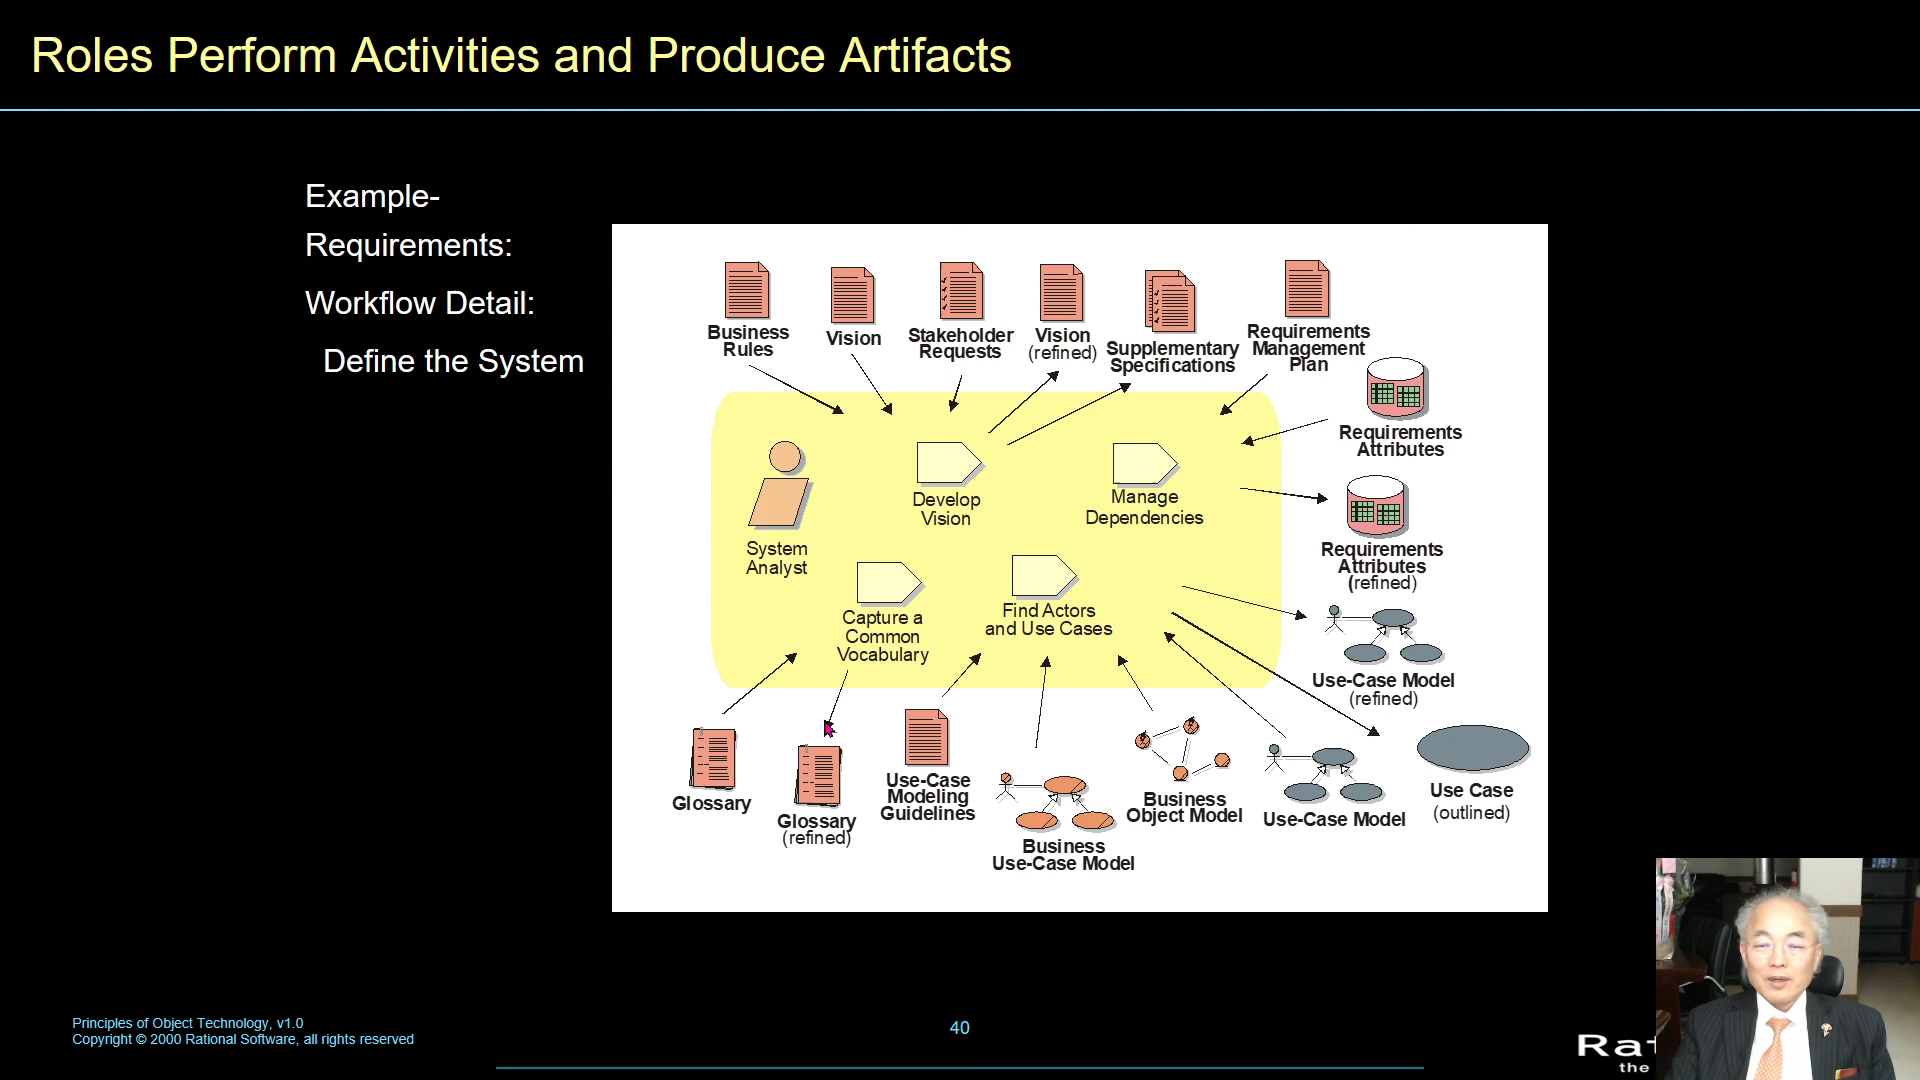 Roles Perform Activities and Produce Artifacts
Example-
Requirements:
Workflow Detail:
Define the System
Business
Rules
Vision
Stakeholder
Requests
Vision
(refined)
Supplementary
Specifications
Requirements
Management
Plan
Requirements
Attributes
System
Analyst
Develop
Vision
Manage
Dependencies
Requirements
Attributes
(refined)
Capture a
Common
Vocabulary
Find Actors
and Use Cases
Use-Case Model
(refined)
Glossary
Glossary
(refined)
Use-Case
Modeling
Guidelines
Business
Use-Case Model
Business
Object Model
Use-Case Model
Use Case
(outlined)
Principles of Object Technology, v1.0
Copyright © 2000 Rational Software, all rights reserved
40
the